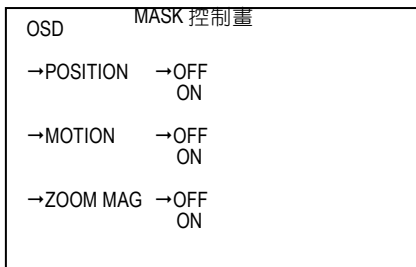 MASK 控制畫
OSD
→POSITION →OFF
ON
→MOTION →OFF
ON
→ZOOM MAG →OFF
ON